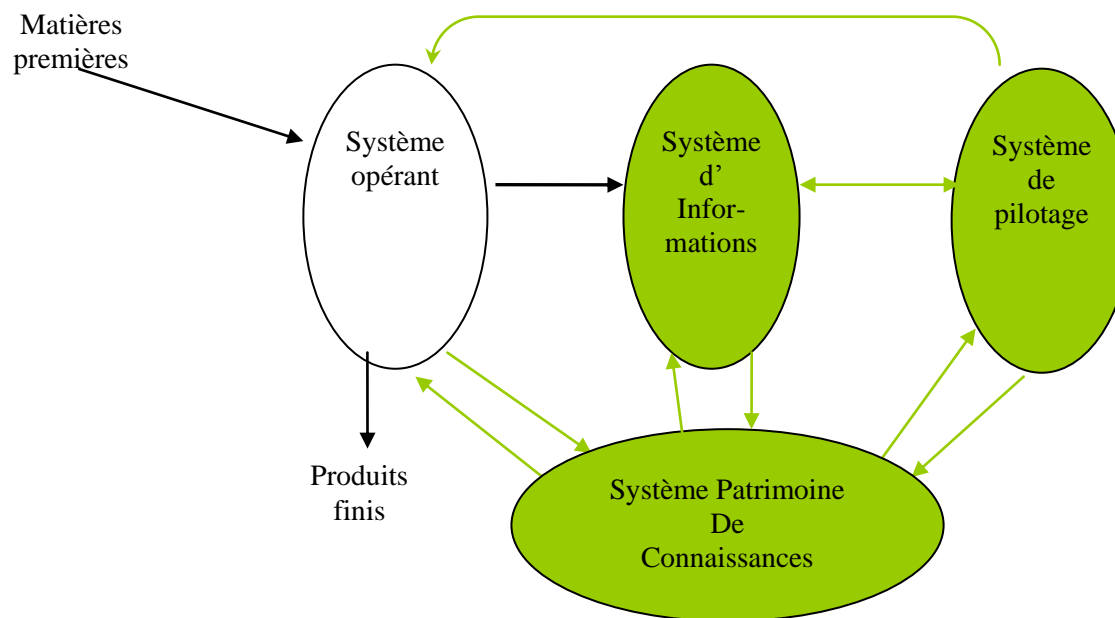 Matières
premières
Système
opérant
Système
d'
Infor-
mations
Système
de
pilotage
Produits
finis
Système Patrimoine
De
Connaissances